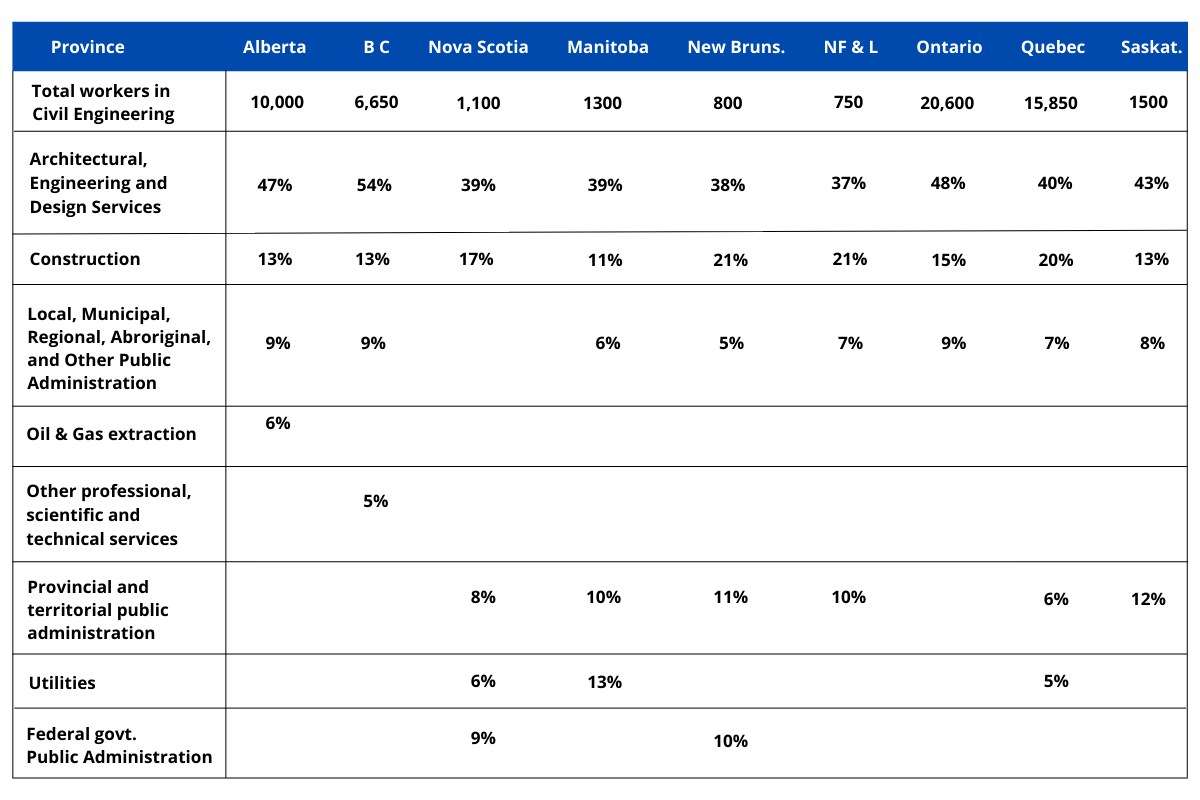 Province Alberta B C Nova Scotia Manitoba New Bruns. NF & L Ontario Quebec Saskat.
Total workers in
Civil Engineering
10,000 6,650 1,100 1300 800 750 20,600 15,850 1500
Architectural,
Engineering and
Design Services
47% 54% 39% 39% 38% 37% 48% 40% 43%
Construction 13% 13% 17% 11% 21% 21% 15% 20% 13%
Local, Municipal,
Regional, Abroriginal,
and Other Public
Administration
9% 9% 6% 5% 7% 9% 7% 8%
Oil & Gas extraction 6%
Other professional,
scientific and
technical services
5%
Provincial and
territorial public
administration
8% 10% 11% 10% 6% 12%
Utilities 6% 13% 5%
Federal govt.
Public Administration
9% 10%